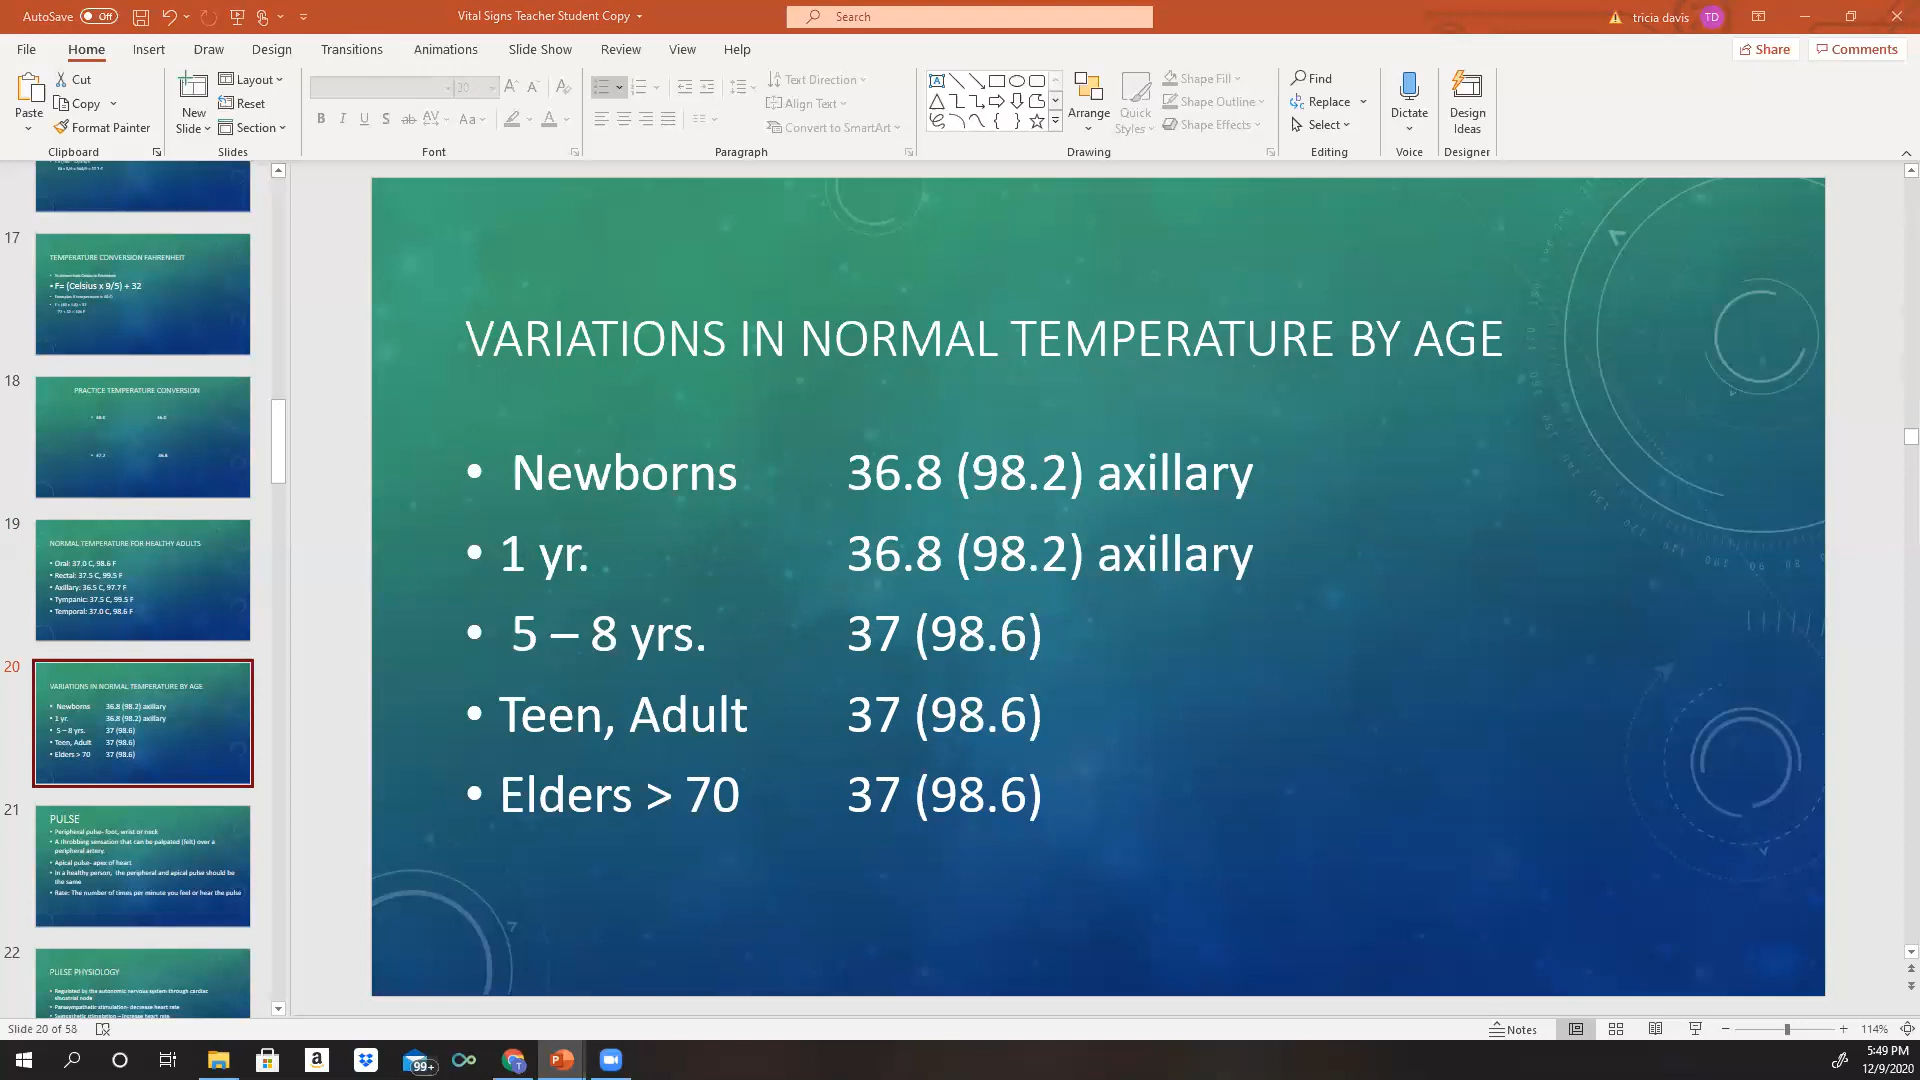 AutoSave Off
Vital Signs Teacher Student Copy
Search
tricia davis TD
File Home Insert Draw Design Transitions Animations Slide Show Review View Help
Share Comments
Paste
Cut
Copy
Format Painter
Clipboard
New Slide
Layout
Reset
Section
Slides
Font
Text Direction
Align Text
Convert to SmartArt
Paragraph
Arrange
Quick Styles
Shape Fill
Shape Outline
Shape Effects
Drawing
Find
Replace
Select
Editing
Dictate
Voice
Design Ideas
Designer
17
TEMPERATURE CONVERSION FAHRENHEIT
• F= (Celsius x 9/5) + 32
18
PRACTICE TEMPERATURE CONVERSION
19
NORMAL TEMPERATURE FOR HEALTHY ADULTS
• Oral: 37.0 C, 98.6 F
• Rectal: 37.5 C, 99.5 F
• Axillary: 36.5 C, 97.7 F
• Tympanic: 37.5 C, 99.5 F
• Temporal: 37.0 C, 98.6 F
20
VARIATIONS IN NORMAL TEMPERATURE BY AGE
• Newborns 36.8 (98.2) axillary
• 1 yr. 36.8 (98.2) axillary
• 5 – 8 yrs. 37 (98.6)
• Teen, Adult 37 (98.6)
• Elders > 70 37 (98.6)
21
PULSE
• Peripheral pulse- foot, wrist or neck
• A throbbing sensation that can be palpated (felt) over a
peripheral artery.
• Apical pulse- apex of heart
• In a healthy person, the peripheral and apical pulse should be
the same
• Rate: The number of times per minute you feel or hear the pulse
22
PULSE PHYSIOLOGY
• Regulated by the autonomic nervous system through cardiac
sinoatrial node
• Parasympathetic stimulation- decrease heart rate
• Sympathetic stimulation – increase heart rate
VARIATIONS IN NORMAL TEMPERATURE BY AGE
• Newborns 36.8 (98.2) axillary
• 1 yr. 36.8 (98.2) axillary
• 5 – 8 yrs. 37 (98.6)
• Teen, Adult 37 (98.6)
• Elders > 70 37 (98.6)
Slide 20 of 58
Notes
114%
99+
5:49 PM
12/9/2020